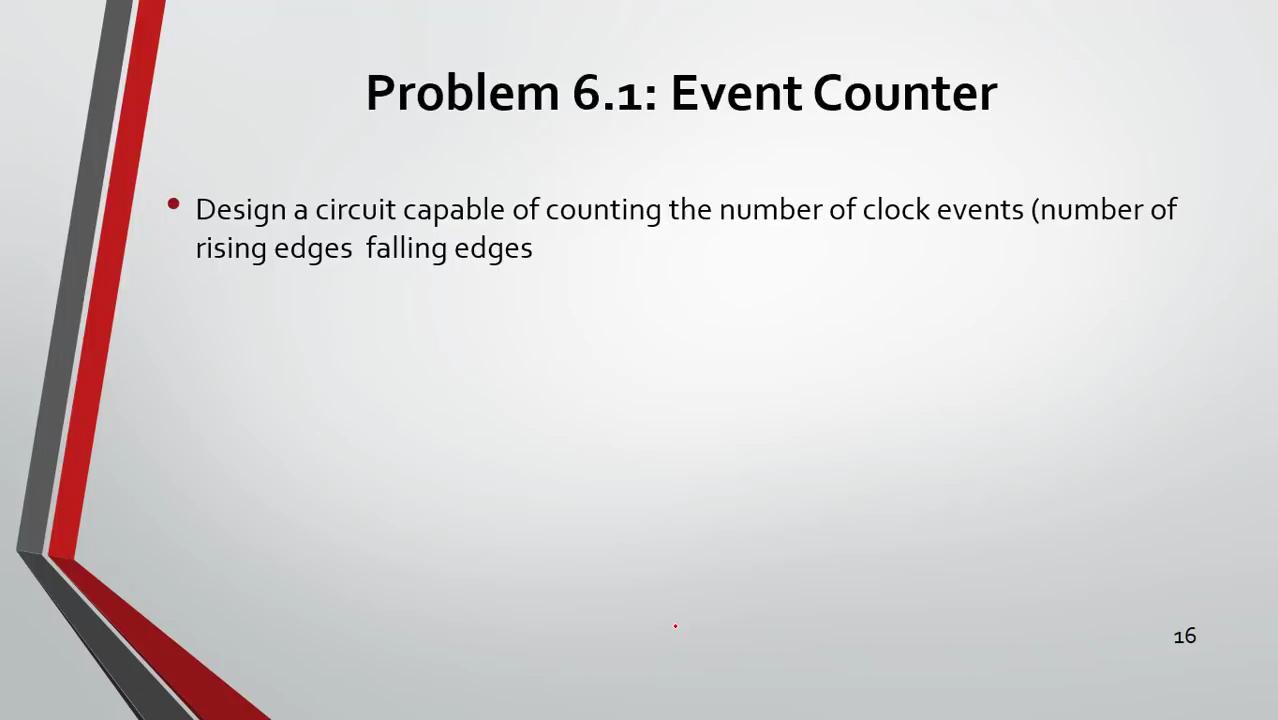 Problem 6.1: Event Counter
• Design a circuit capable of counting the number of clock events (number of
rising edges  falling edges
16